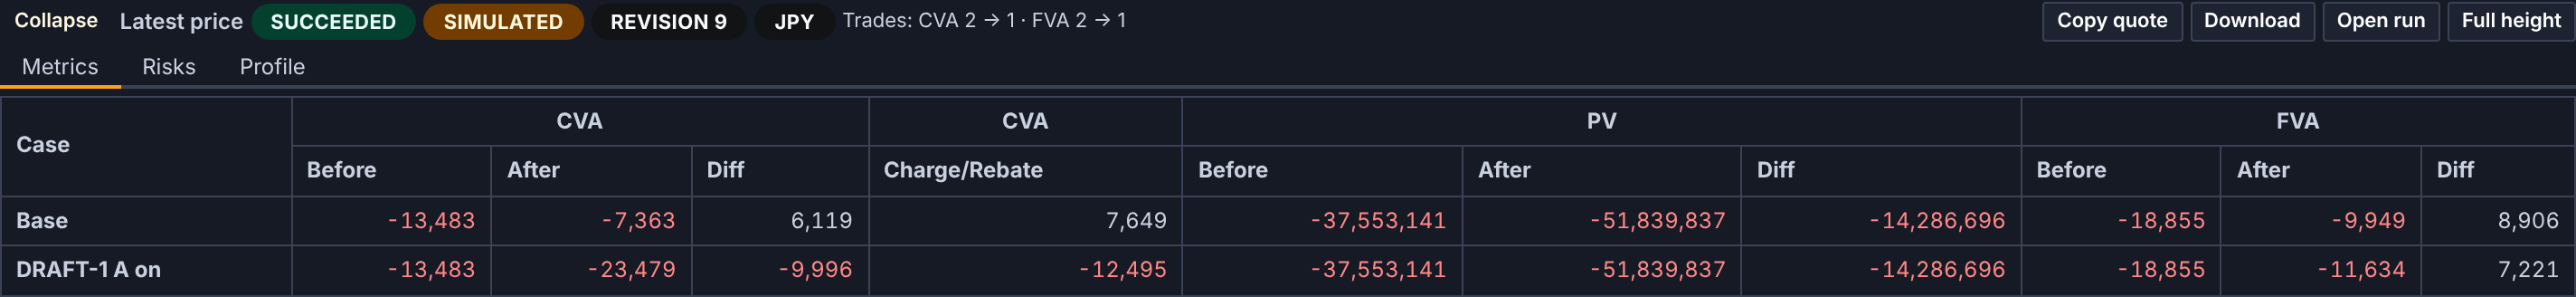 Collapse Latest price SUCCEEDED SIMULATED REVISION 9 JPY Trades: CVA 2 → 1 · FVA 2 → 1 Copy quote Download Open run Full height
Metrics Risks Profile
Case CVA CVA PV FVA
Before After Diff Charge/Rebate Before After Diff Before After Diff
Base -13,483 -7,363 6,119 7,649 -37,553,141 -51,839,837 -14,286,696 -18,855 -9,949 8,906
DRAFT-1 A on -13,483 -23,479 -9,996 -12,495 -37,553,141 -51,839,837 -14,286,696 -18,855 -11,634 7,221